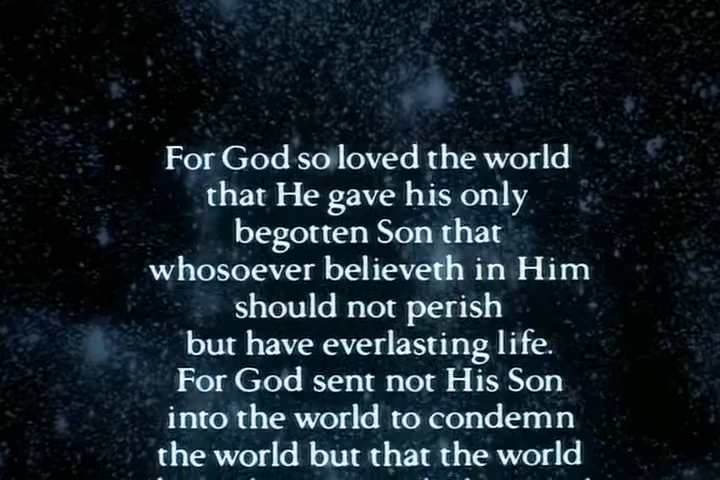 For God so loved the world
that He gave his only
begotten Son that
whosoever believeth in Him
should not perish
but have everlasting life.
For God sent not His Son
into the world to condemn
the world but that the world